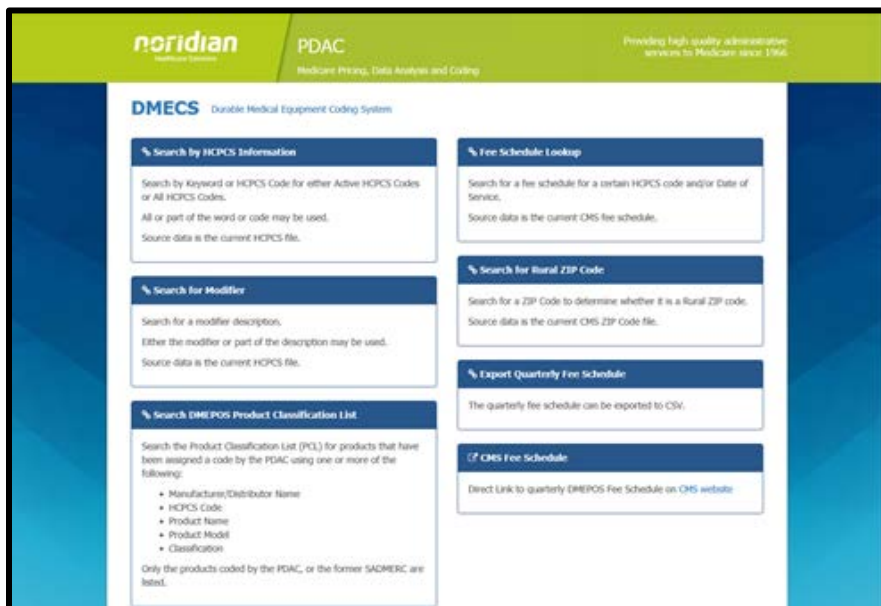 noridian
Healthcare Solutions
PDAC
Medicare Pricing, Data Analysis and Coding
Providing high quality administrative
services to Medicare since 1966
DMECS Durable Medical Equipment Coding System
Search by HCPCS Information
Search by Keyword or HCPCS Code for either Active HCPCS Codes
or All HCPCS Codes.
All or part of the word or code may be used.
Source data is the current HCPCS file.
Search for Modifier
Search for a modifier description.
Either the modifier or part of the description may be used.
Source data is the current HCPCS file.
Search DMEPOS Product Classification List
Search the Product Classification List (PCL) for products that have
been assigned a code by the PDAC using one or more of the
following:
• Manufacturer/Distributor Name
• HCPCS Code
• Product Name
• Product Model
• Classification
Only the products coded by the PDAC, or the former SADMERC are
listed.
Fee Schedule Lookup
Search for a fee schedule for a certain HCPCS code and/or Date of
Service.
Source data is the current CMS fee schedule.
Search for Rural ZIP Code
Search for a ZIP Code to determine whether it is a Rural ZIP code.
Source data is the current CMS ZIP Code file.
Export Quarterly Fee Schedule
The quarterly fee schedule can be exported to CSV.
CMS Fee Schedule
Direct Link to quarterly DMEPOS Fee Schedule on CMS website